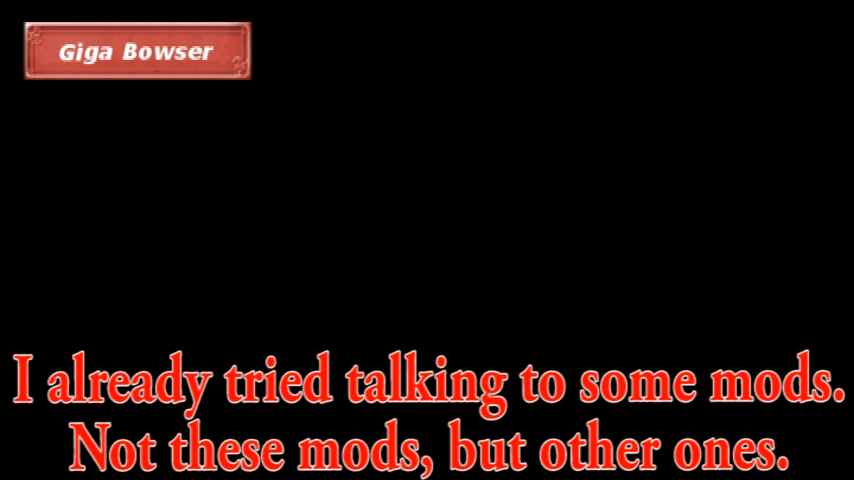 Giga Bowser
I already tried talking to some mods.
Not these mods, but other ones.